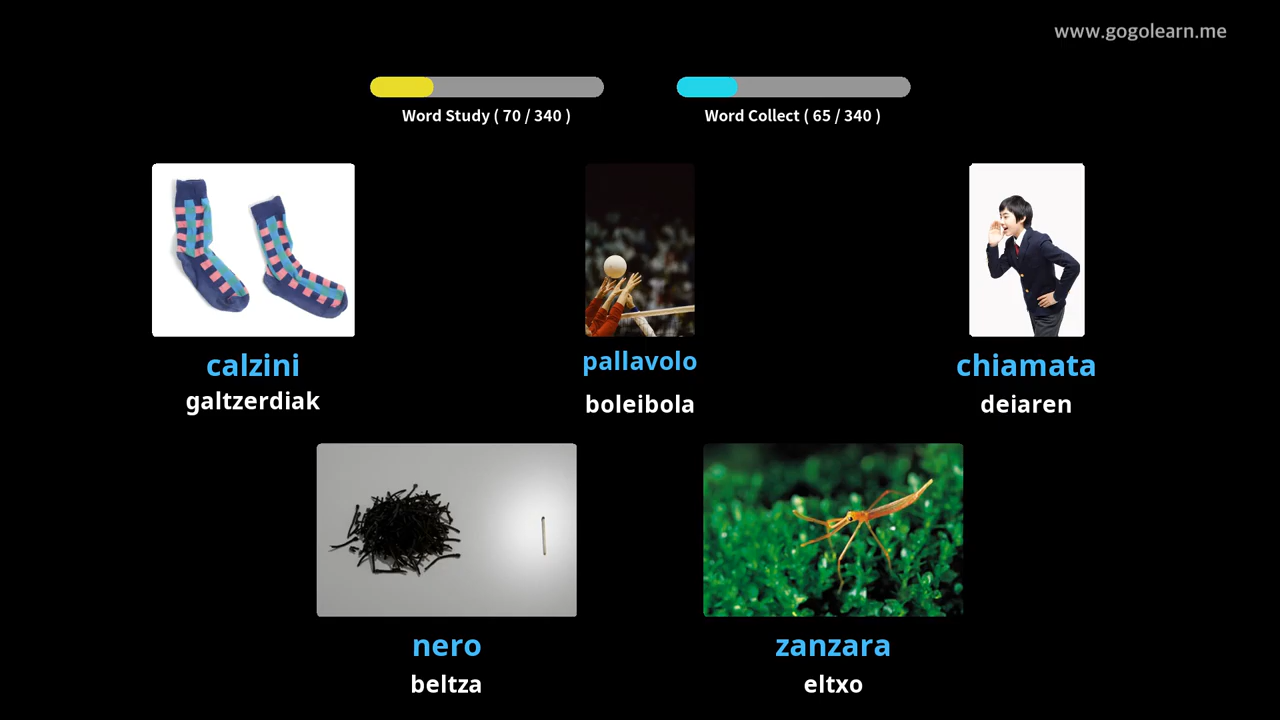 www.gogolearn.me
Word Study ( 70 / 340 )
Word Collect ( 65 / 340 )
calzini
galtzerdiak
pallavolo
boleibola
chiamata
deiaren
nero
beltza
zanzara
eltxo